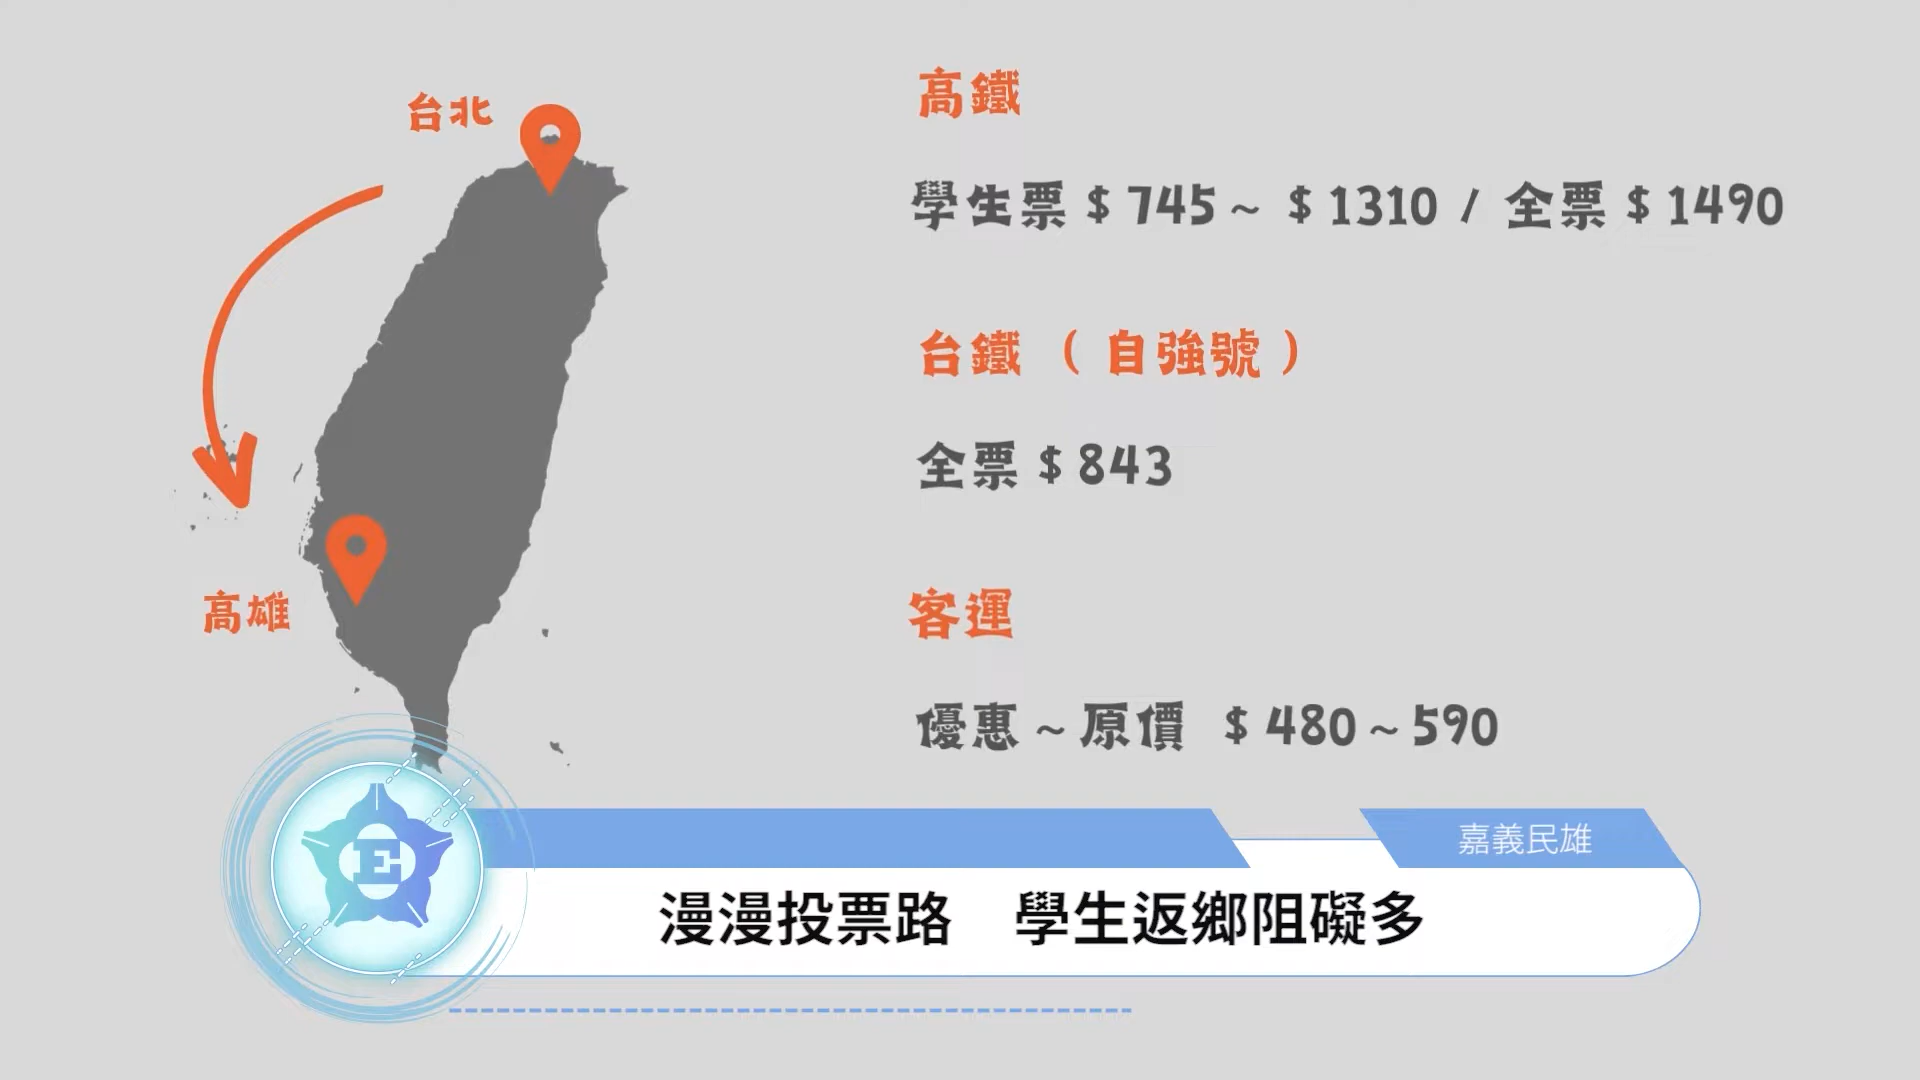 台北
高雄
高鐵
學生票 $745~ $1310 / 全票 $1490
台鐵 (自強號)
全票 $843
客運
優惠~原價 $480~590
嘉義民雄
漫漫投票路 學生返鄉阻礙多
E